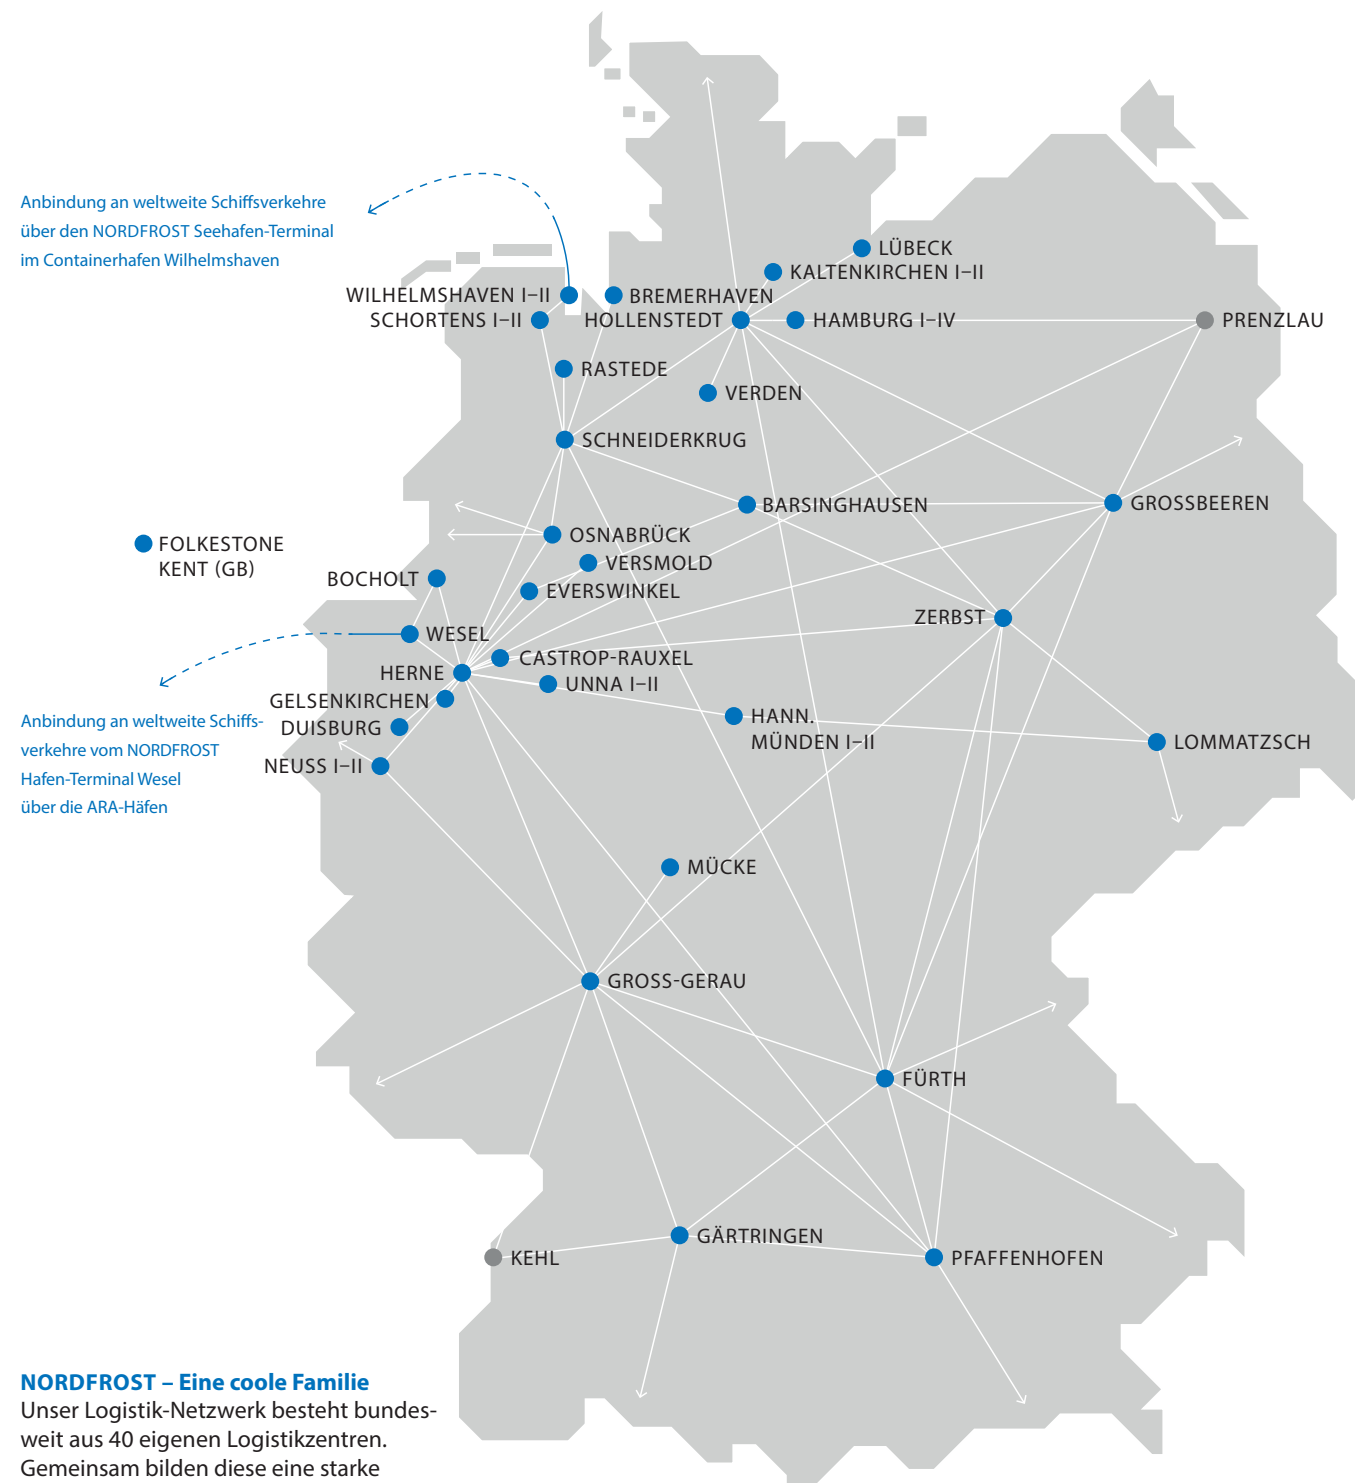 Anbindung an weltweite Schiffsverkehre
über den NORDFROST Seehafen-Terminal
im Containerhafen Wilhelmshaven
LÜBECK
KALTENKIRCHEN I–II
WILHELMSHAVEN I–II
BREMERHAVEN
SCHORTENS I–II
HOLLENSTEDT
HAMBURG I–IV
PRENZLAU
RASTEDE
VERDEN
SCHNEIDERKRUG
BARSINGHAUSEN
GROSSBEEREN
OSNABRÜCK
FOLKESTONE
KENT (GB)
VERSMOLD
BOCHOLT
EVERSWINKEL
ZERBST
WESEL
CASTROP-RAUXEL
HERNE
UNNA I–II
GELSENKIRCHEN
DUISBURG
HANN.
MÜNDEN I–II
LOMMATZSCH
NEUSS I–II
Anbindung an weltweite Schiffs-
verkehre vom NORDFROST
Hafen-Terminal Wesel
über die ARA-Häfen
MÜCKE
GROSS-GERAU
FÜRTH
GÄRTRINGEN
KEHL
PFAFFENHOFEN
NORDFROST – Eine coole Familie
Unser Logistik-Netzwerk besteht bundes-
weit aus 40 eigenen Logistikzentren.
Gemeinsam bilden diese eine starke